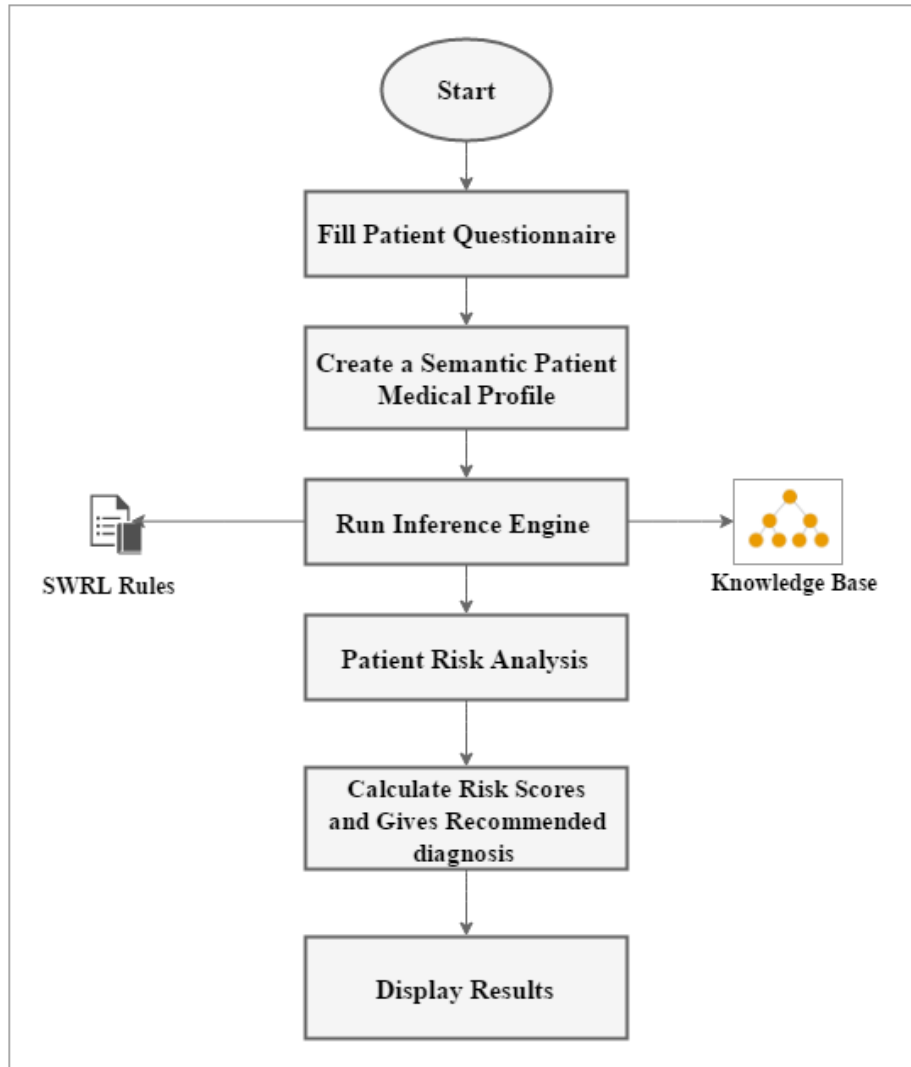 Start
Fill Patient Questionnaire
Create a Semantic Patient
Medical Profile
Run Inference Engine
SWRL Rules
Knowledge Base
Patient Risk Analysis
Calculate Risk Scores
and Gives Recommended
diagnosis
Display Results